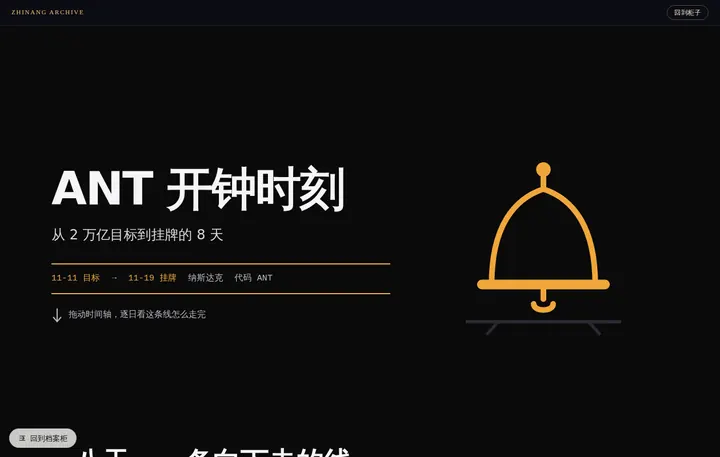 ZHINANG ARCHIVE
回到柜子
ANT 开钟时刻
从 2 万亿目标到挂牌的 8 天
11-11 目标 → 11-19 挂牌 纳斯达克 代码 ANT
拖动时间轴，逐日看这条线怎么走完
回到档案柜